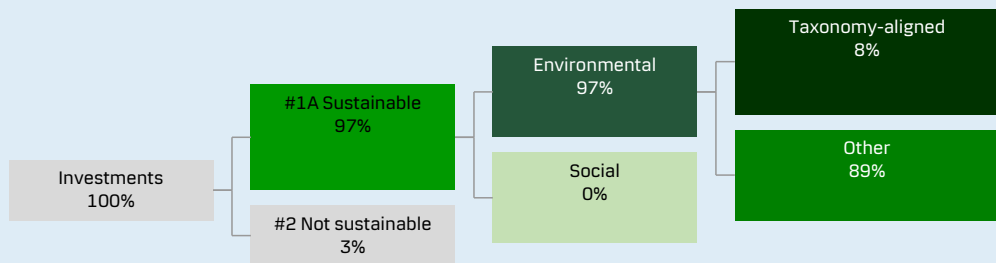 Investments
100%
#1A Sustainable
97%
#2 Not sustainable
3%
Environmental
97%
Social
0%
Taxonomy-aligned
8%
Other
89%